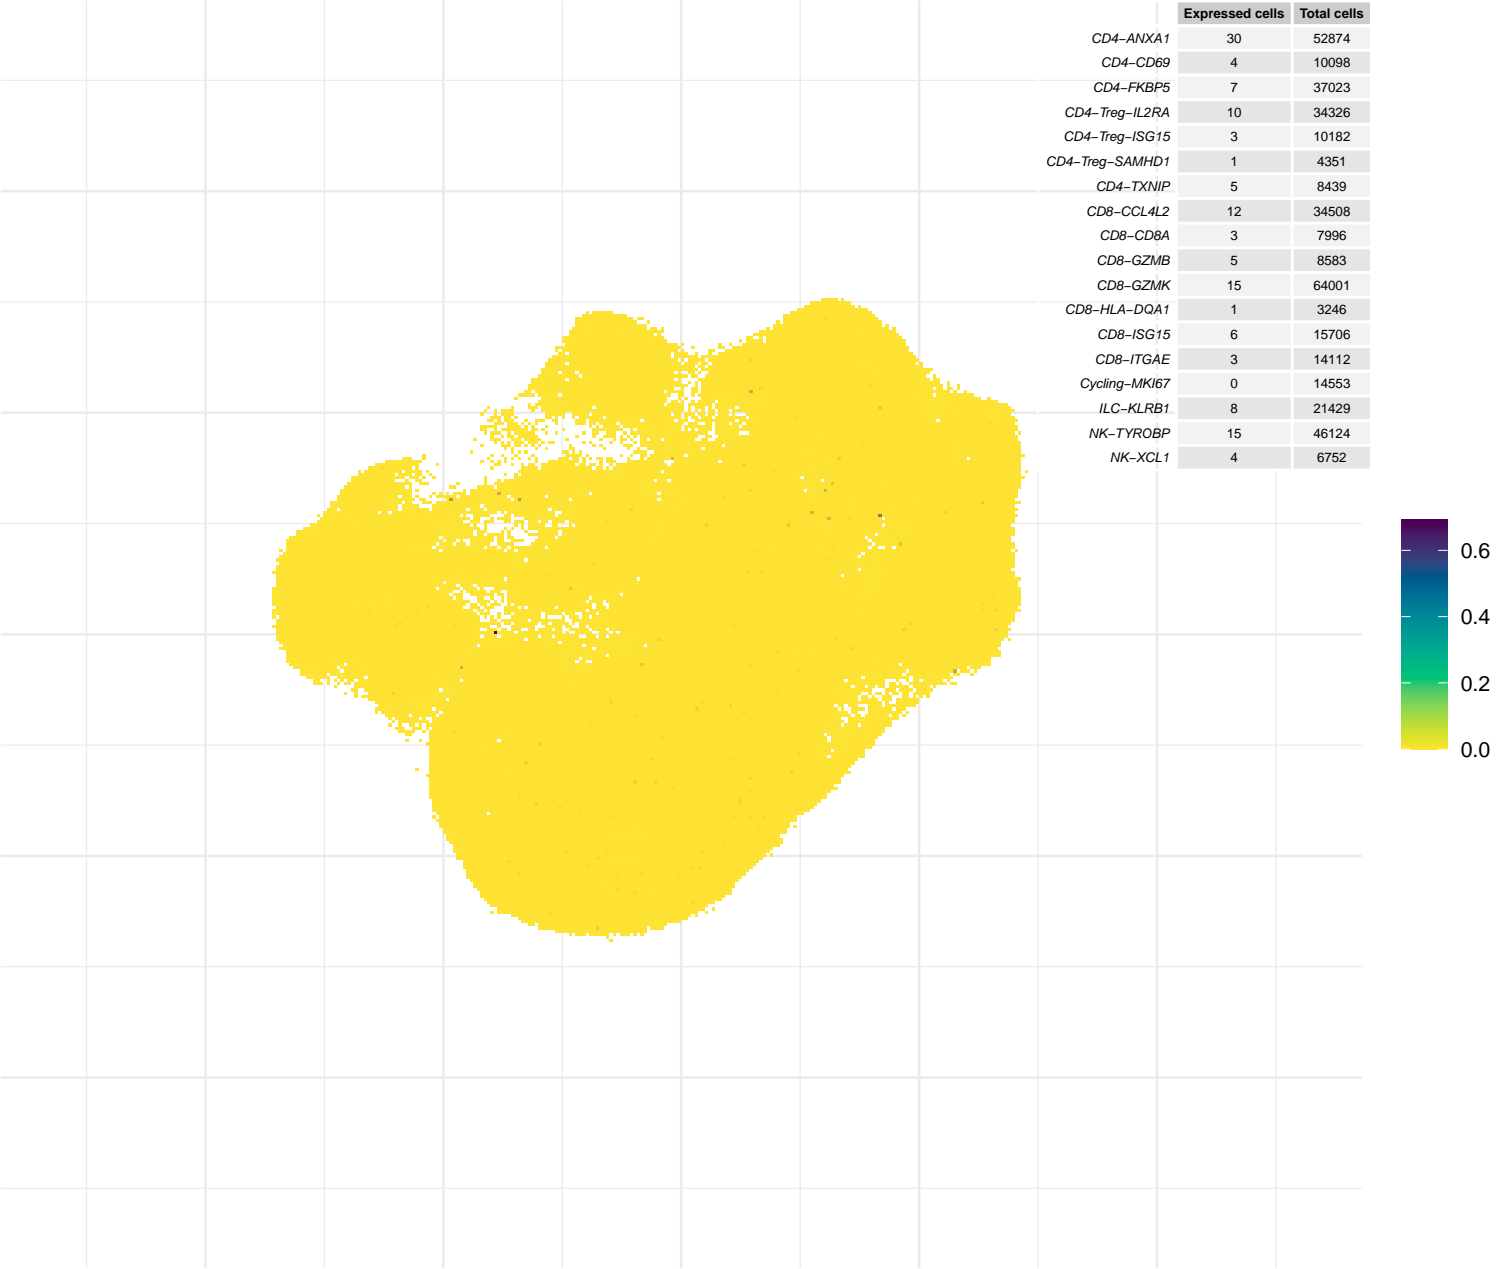 Expressed cells Total cells
CD4−ANXA1 30 52874
CD4−CD69 4 10098
CD4−FKBP5 7 37023
CD4−Treg−IL2RA 10 34326
CD4−Treg−ISG15 3 10182
CD4−Treg−SAMHD1 1 4351
CD4−TXNIP 5 8439
CD8−CCL4L2 12 34508
CD8−CD8A 3 7996
CD8−GZMB 5 8583
CD8−GZMK 15 64001
CD8−HLA−DQA1 1 3246
CD8−ISG15 6 15706
CD8−ITGAE 3 14112
Cycling−MKI67 0 14553
ILC−KLRB1 8 21429
NK−TYROBP 15 46124
NK−XCL1 4 6752
0.6
0.4
0.2
0.0